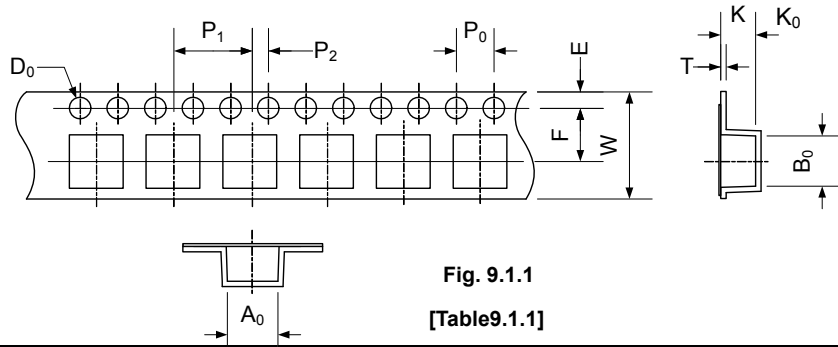 P₁
P₂
P₀
E
K
K₀
D₀
T
F
W
B₀
A₀
Fig. 9.1.1
[Table9.1.1]